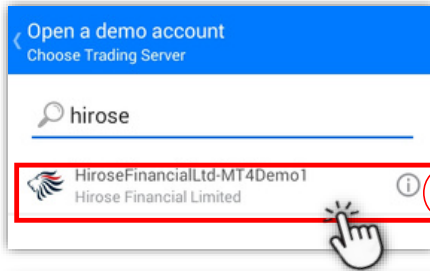 Open a demo account
Choose Trading Server
hirose
HiroseFinancialLtd-MT4Demo1
Hirose Financial Limited